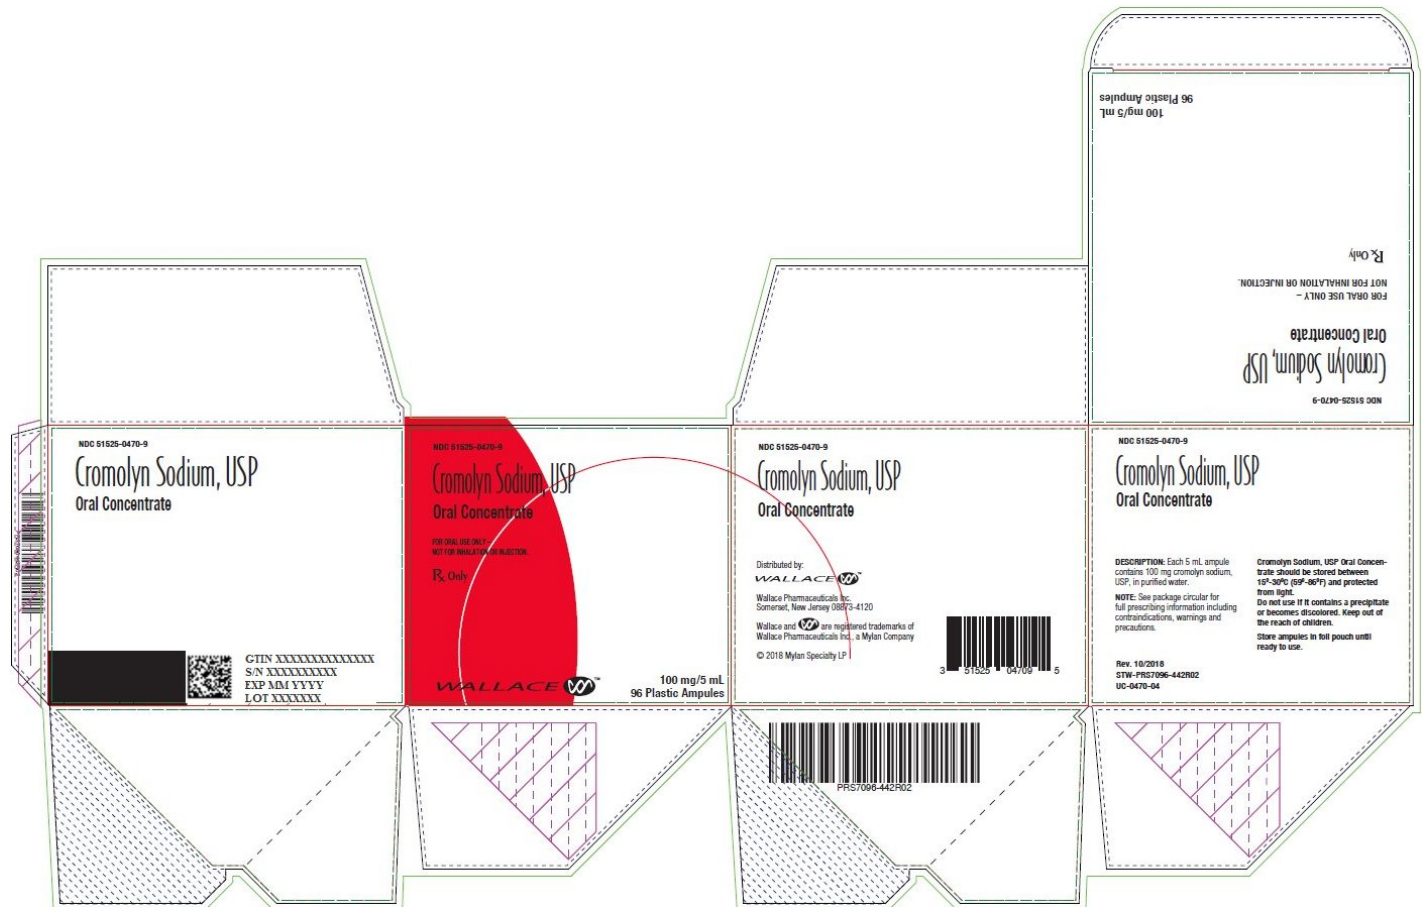 NDC 51525-0470-9
Cromolyn Sodium, USP
Oral Concentrate
FOR ORAL USE ONLY –
NOT FOR INHALATION OR INJECTION.
Rx Only
100 mg/5 mL
96 Plastic Ampules
NDC 51525-0470-9
Cromolyn Sodium, USP
Oral Concentrate
GTIN XXXXXXXXXXXXXX
S/N XXXXXXXXXXX
EXP MM YYYY
LOT XXXXXXX
NDC 51525-0470-9
Cromolyn Sodium, USP
Oral Concentrate
FOR ORAL USE ONLY –
NOT FOR INHALATION OR INJECTION.
Rx Only
WALLACE™
100 mg/5 mL
96 Plastic Ampules
NDC 51525-0470-9
Cromolyn Sodium, USP
Oral Concentrate
Distributed by:
WALLACE™
Wallace Pharmaceuticals Inc.
Somerset, New Jersey 08873-4120
Wallace and are registered trademarks of
Wallace Pharmaceuticals Inc., a Mylan Company
© 2018 Mylan Specialty LP
3 51525 04709 5
NDC 51525-0470-9
Cromolyn Sodium, USP
Oral Concentrate
DESCRIPTION: Each 5 mL ampule
contains 100 mg cromolyn sodium,
USP, in purified water.
NOTE: See package circular for
full prescribing information including
contraindications, warnings and
precautions.
Cromolyn Sodium, USP Oral Concen-
trate should be stored between
15º-30ºC (59º-86ºF) and protected
from light.
Do not use if it contains a precipitate
or becomes discolored. Keep out of
the reach of children.
Store ampules in foil pouch until
ready to use.
Rev. 10/2018
STW-PRS7096-442R02
UC-0470-04
PRS7096-442R02